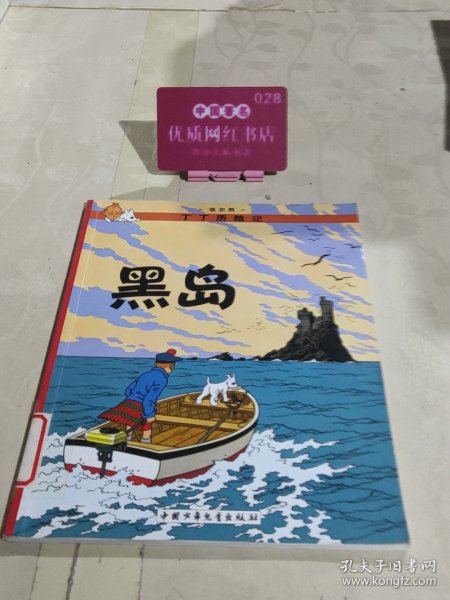 028
中国著名
优质网红书店
·埃尔热·
丁丁历险记
黑岛
中国少年儿童出版社
孔夫子旧书网
www.kongfz.com